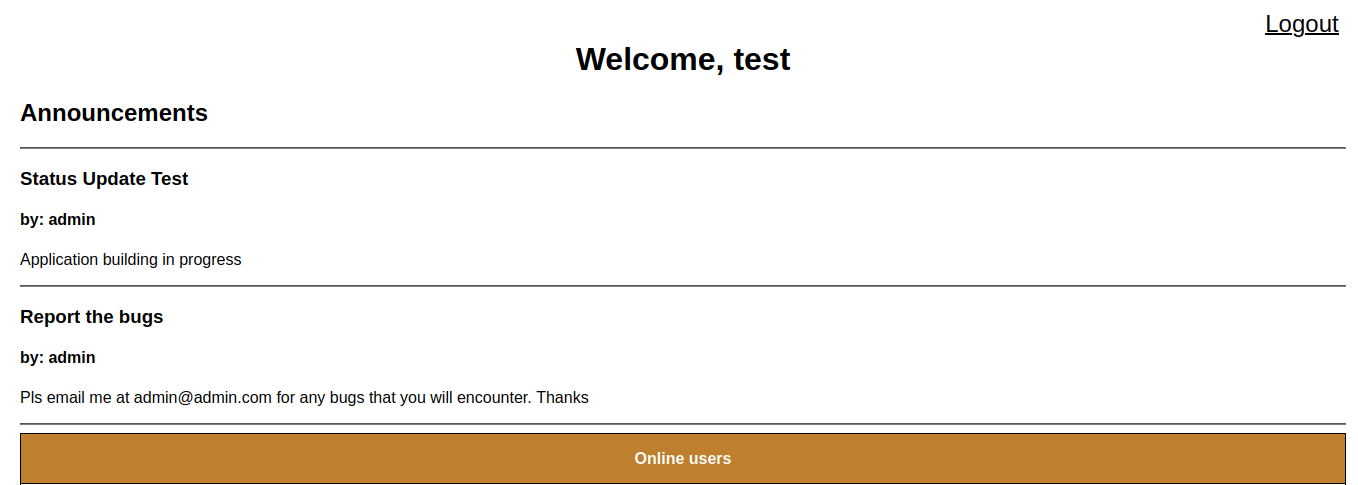 Logout
Welcome, test
Announcements
Status Update Test
by: admin
Application building in progress
Report the bugs
by: admin
Pls email me at admin@admin.com for any bugs that you will encounter. Thanks
Online users